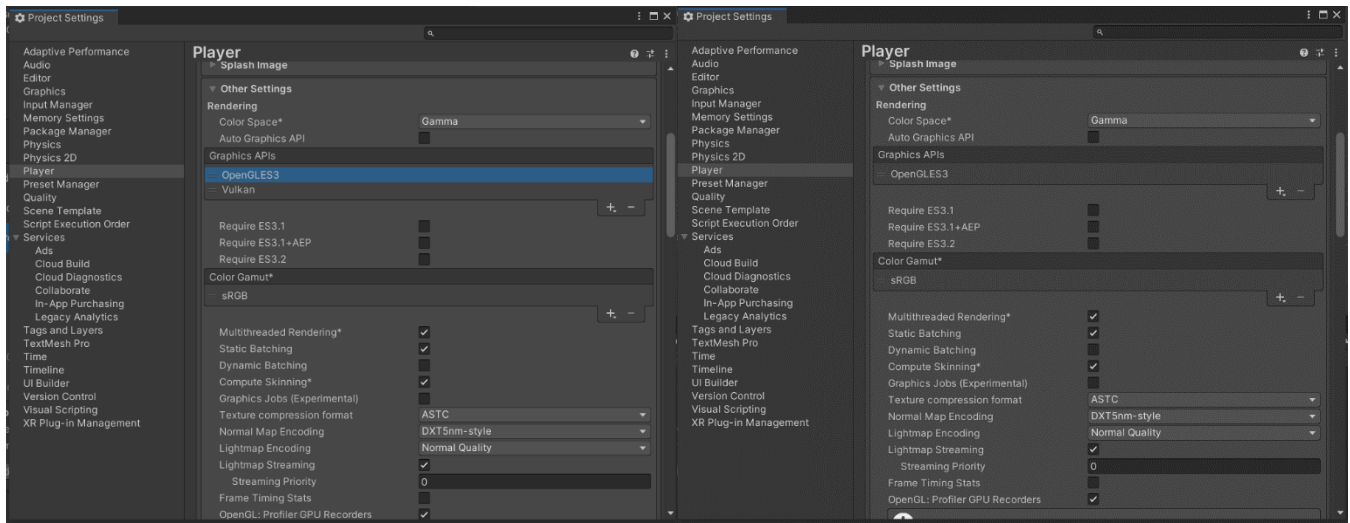 Project Settings
Adaptive Performance
Audio
Editor
Graphics
Input Manager
Memory Settings
Package Manager
Physics
Physics 2D
Player
Preset Manager
Quality
Scene Template
Script Execution Order
Services
Ads
Cloud Build
Cloud Diagnostics
Collaborate
In-App Purchasing
Legacy Analytics
Tags and Layers
TextMesh Pro
Time
Timeline
UI Builder
Version Control
Visual Scripting
XR Plug-in Management
Player
Splash Image
Other Settings
Rendering
Color Space* Gamma
Auto Graphics API
Graphics APIs
OpenGLES3
Vulkan
Require ES3.1
Require ES3.1+AEP
Require ES3.2
Color Gamut*
sRGB
Multithreaded Rendering*
Static Batching
Dynamic Batching
Compute Skinning*
Graphics Jobs (Experimental)
Texture compression format ASTC
Normal Map Encoding DXT5nm-style
Lightmap Encoding Normal Quality
Lightmap Streaming
Streaming Priority 0
Frame Timing Stats
OpenGL: Profiler GPU Recorders
Project Settings
Adaptive Performance
Audio
Editor
Graphics
Input Manager
Memory Settings
Package Manager
Physics
Physics 2D
Player
Preset Manager
Quality
Scene Template
Script Execution Order
Services
Ads
Cloud Build
Cloud Diagnostics
Collaborate
In-App Purchasing
Legacy Analytics
Tags and Layers
TextMesh Pro
Time
Timeline
UI Builder
Version Control
Visual Scripting
XR Plug-in Management
Player
Splash Image
Other Settings
Rendering
Color Space* Gamma
Auto Graphics API
Graphics APIs
OpenGLES3
Require ES3.1
Require ES3.1+AEP
Require ES3.2
Color Gamut*
sRGB
Multithreaded Rendering*
Static Batching
Dynamic Batching
Compute Skinning*
Graphics Jobs (Experimental)
Texture compression format ASTC
Normal Map Encoding DXT5nm-style
Lightmap Encoding Normal Quality
Lightmap Streaming
Streaming Priority 0
Frame Timing Stats
OpenGL: Profiler GPU Recorders